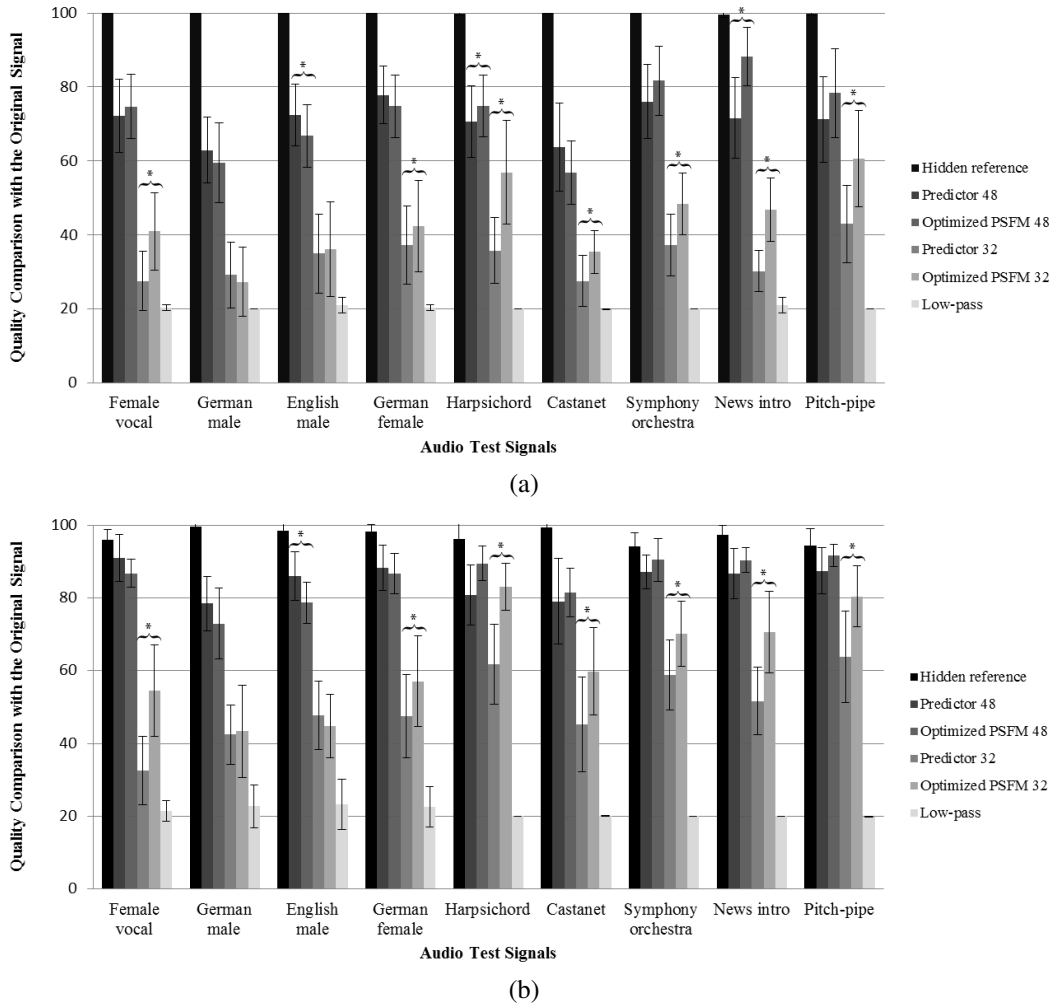 Quality Comparison with the Original Signal
100
80
60
40
20
0
* * * * * * * * * * *
Female vocal
German male
English male
German female
Harpsichord
Castanet
Symphony orchestra
News intro
Pitch-pipe
Audio Test Signals
Hidden reference
Predictor 48
Optimized PSFM 48
Predictor 32
Optimized PSFM 32
Low-pass
(a)
Quality Comparison with the Original Signal
100
80
60
40
20
0
* * * * * * * *
Female vocal
German male
English male
German female
Harpsichord
Castanet
Symphony orchestra
News intro
Pitch-pipe
Audio Test Signals
Hidden reference
Predictor 48
Optimized PSFM 48
Predictor 32
Optimized PSFM 32
Low-pass
(b)